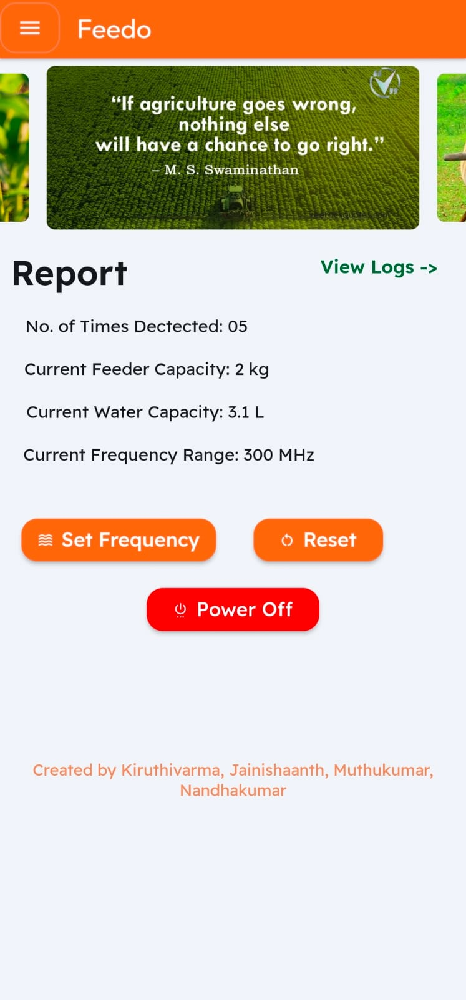 Feedo
“If agriculture goes wrong,
nothing else
will have a chance to go right.”
– M. S. Swaminathan
Report
View Logs ->
No. of Times Dectected: 05
Current Feeder Capacity: 2 kg
Current Water Capacity: 3.1 L
Current Frequency Range: 300 MHz
Set Frequency
Reset
Power Off
Created by Kiruthivarma, Jainishaanth, Muthukumar,
Nandhakumar